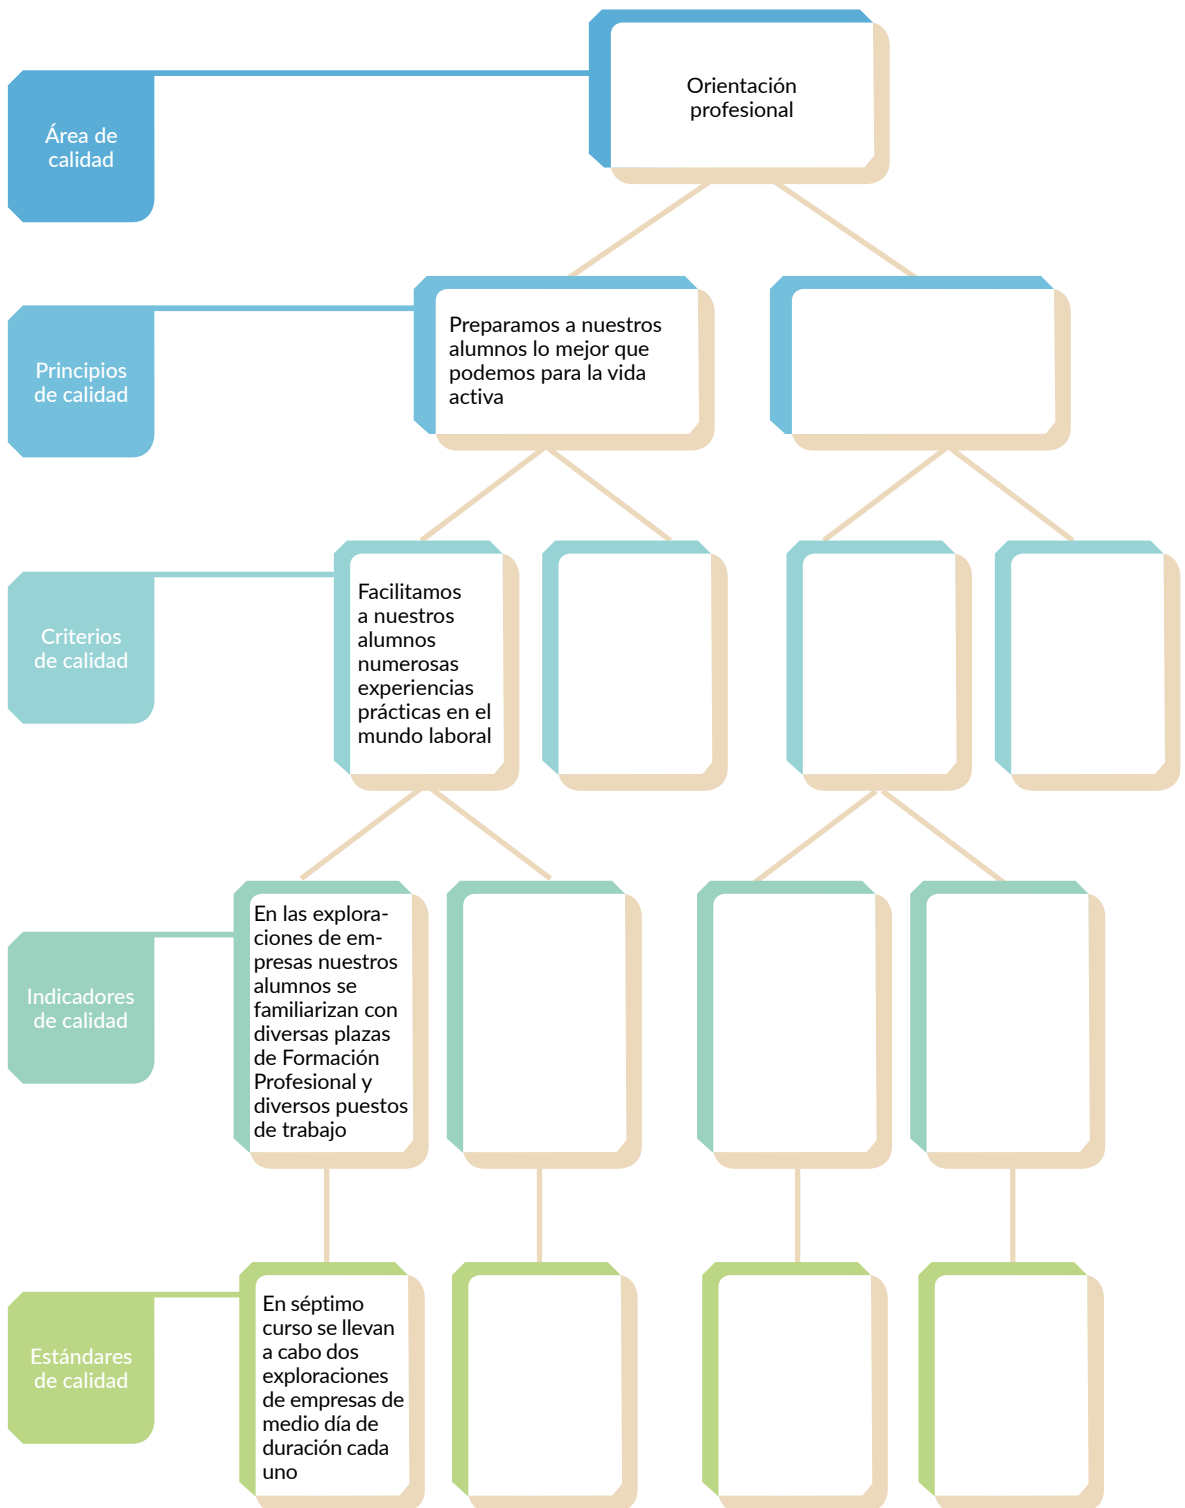 Orientación
profesional
Área de
calidad
Preparamos a nuestros
alumnos lo mejor que
podemos para la vida
activa
Principios
de calidad
Facilitamos
a nuestros
alumnos
numerosas
experiencias
prácticas en el
mundo laboral
Criterios
de calidad
En las explora-
ciones de em-
presas nuestros
alumnos se
familiarizan con
diversas plazas
de Formación
Profesional y
diversos puestos
de trabajo
Indicadores
de calidad
En séptimo
curso se llevan
a cabo dos
exploraciones
de empresas de
medio día de
duración cada
uno
Estándares
de calidad